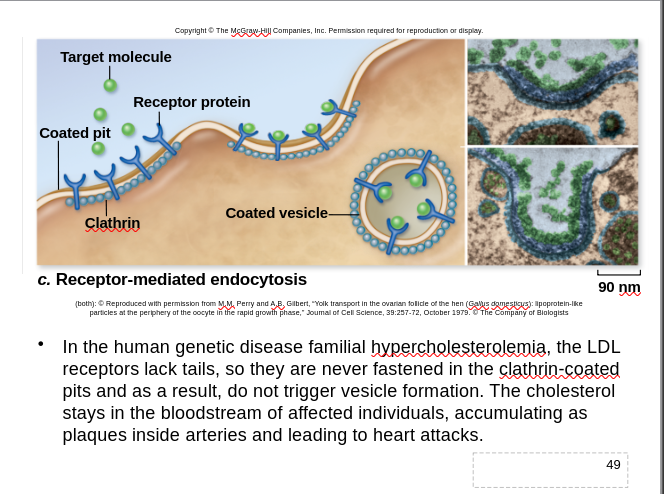 Copyright © The McGraw-Hill Companies, Inc. Permission required for reproduction or display.
Target molecule
Receptor protein
Coated pit
Clathrin
Coated vesicle
c. Receptor-mediated endocytosis
90 nm
(both): © Reproduced with permission from M.M. Perry and A.B. Gilbert, "Yolk transport in the ovarian follicle of the hen (Gallus domesticus): lipoprotein-like
particles at the periphery of the oocyte in the rapid growth phase," Journal of Cell Science, 39:257-72, October 1979. © The Company of Biologists
• In the human genetic disease familial hypercholesterolemia, the LDL
receptors lack tails, so they are never fastened in the clathrin-coated
pits and as a result, do not trigger vesicle formation. The cholesterol
stays in the bloodstream of affected individuals, accumulating as
plaques inside arteries and leading to heart attacks.
49